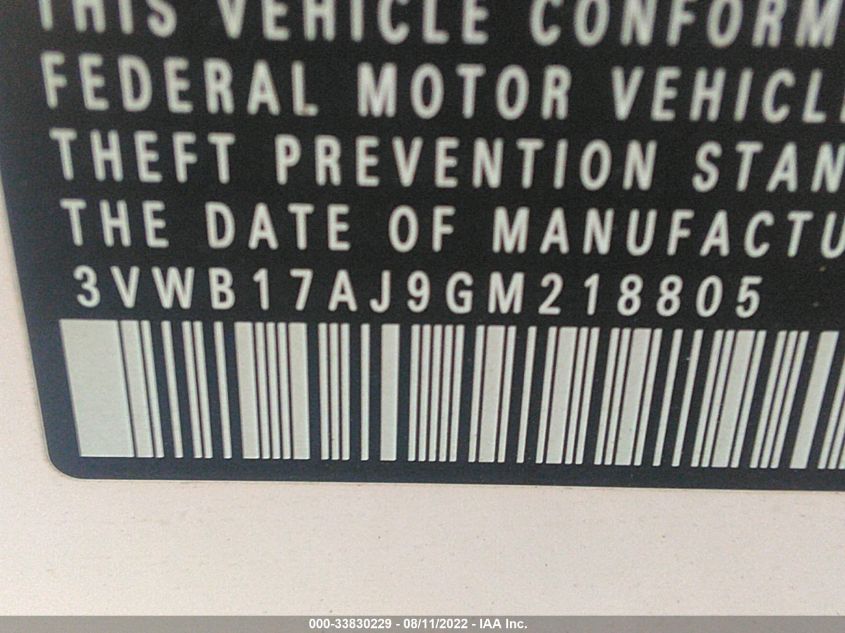 THIS VEHICLE CONFORM
FEDERAL MOTOR VEHICLE
THEFT PREVENTION STAN
THE DATE OF MANUFACTU
3VWB17AJ9GM218805
000-33830229 - 08/11/2022 - IAA Inc.